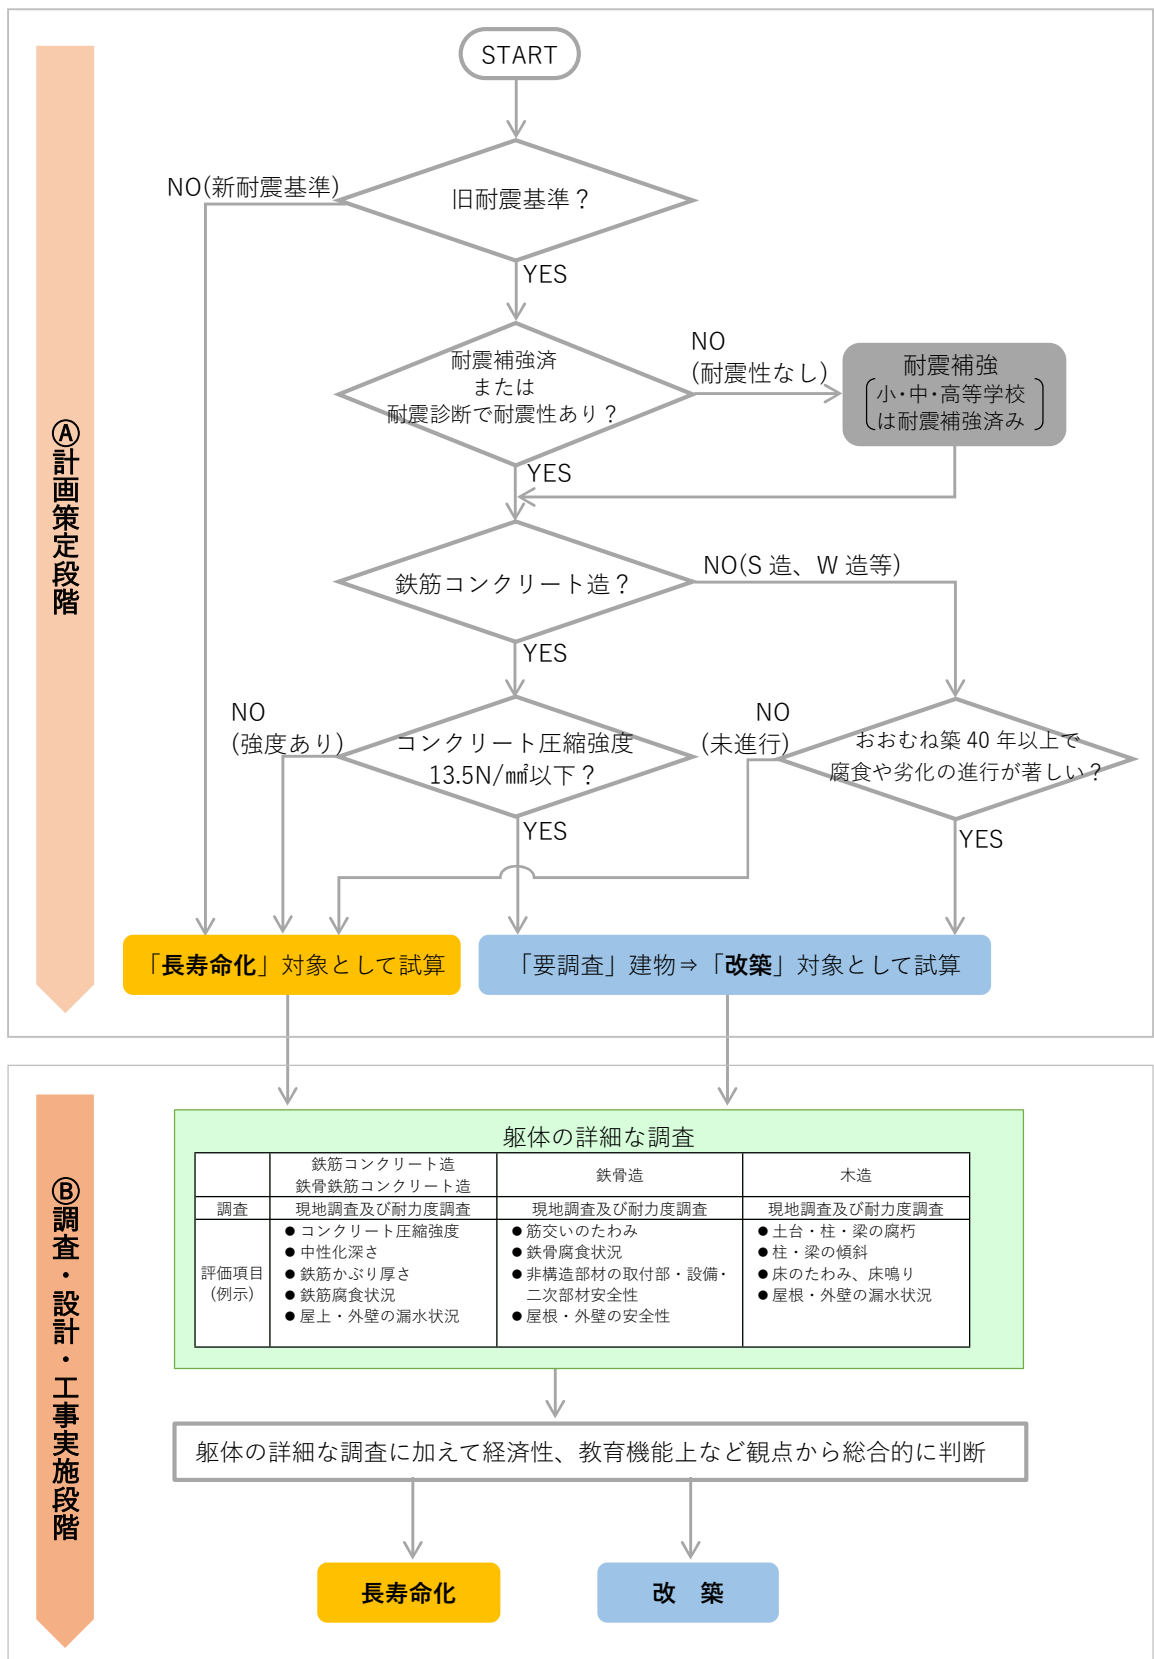 START
旧耐震基準？
NO(新耐震基準)
YES
耐震補強済
または
耐震診断で耐震性あり？
NO
(耐震性なし)
耐震補強
小・中・高等学校
は耐震補強済み
YES
鉄筋コンクリート造？
NO(S 造、W 造等)
YES
NO
(強度あり)
コンクリート圧縮強度
13.5N/㎟以下？
NO
(未進行)
おおむね築 40 年以上で
腐食や劣化の進行が著しい？
YES
YES
「長寿命化」対象として試算
「要調査」建物⇒「改築」対象として試算
Ⓐ計画策定段階
Ⓑ調査・設計・工事実施段階
躯体の詳細な調査
鉄筋コンクリート造
鉄骨鉄筋コンクリート造
鉄骨造
木造
調査
現地調査及び耐力度調査
現地調査及び耐力度調査
現地調査及び耐力度調査
評価項目
(例示)
● コンクリート圧縮強度
● 中性化深さ
● 鉄筋かぶり厚さ
● 鉄筋腐食状況
● 屋上・外壁の漏水状況
● 筋交いのたわみ
● 鉄骨腐食状況
● 非構造部材の取付部・設備・
二次部材安全性
● 屋根・外壁の安全性
● 土台・柱・梁の腐朽
● 柱・梁の傾斜
● 床のたわみ、床鳴り
● 屋根・外壁の漏水状況
躯体の詳細な調査に加えて経済性、教育機能上など観点から総合的に判断
長寿命化
改　築